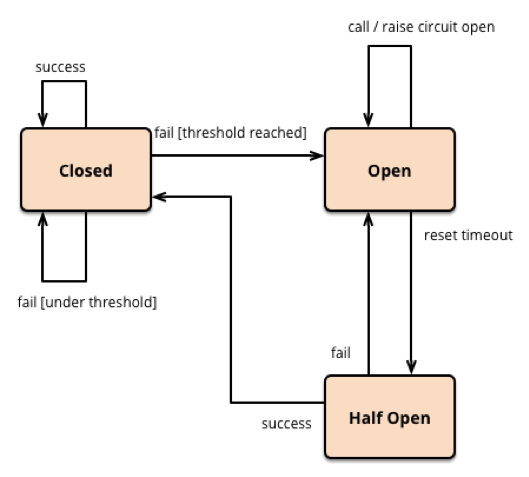 call / raise circuit open
success
fail [threshold reached]
Closed
Open
reset timeout
fail [under threshold]
fail
Half Open
success